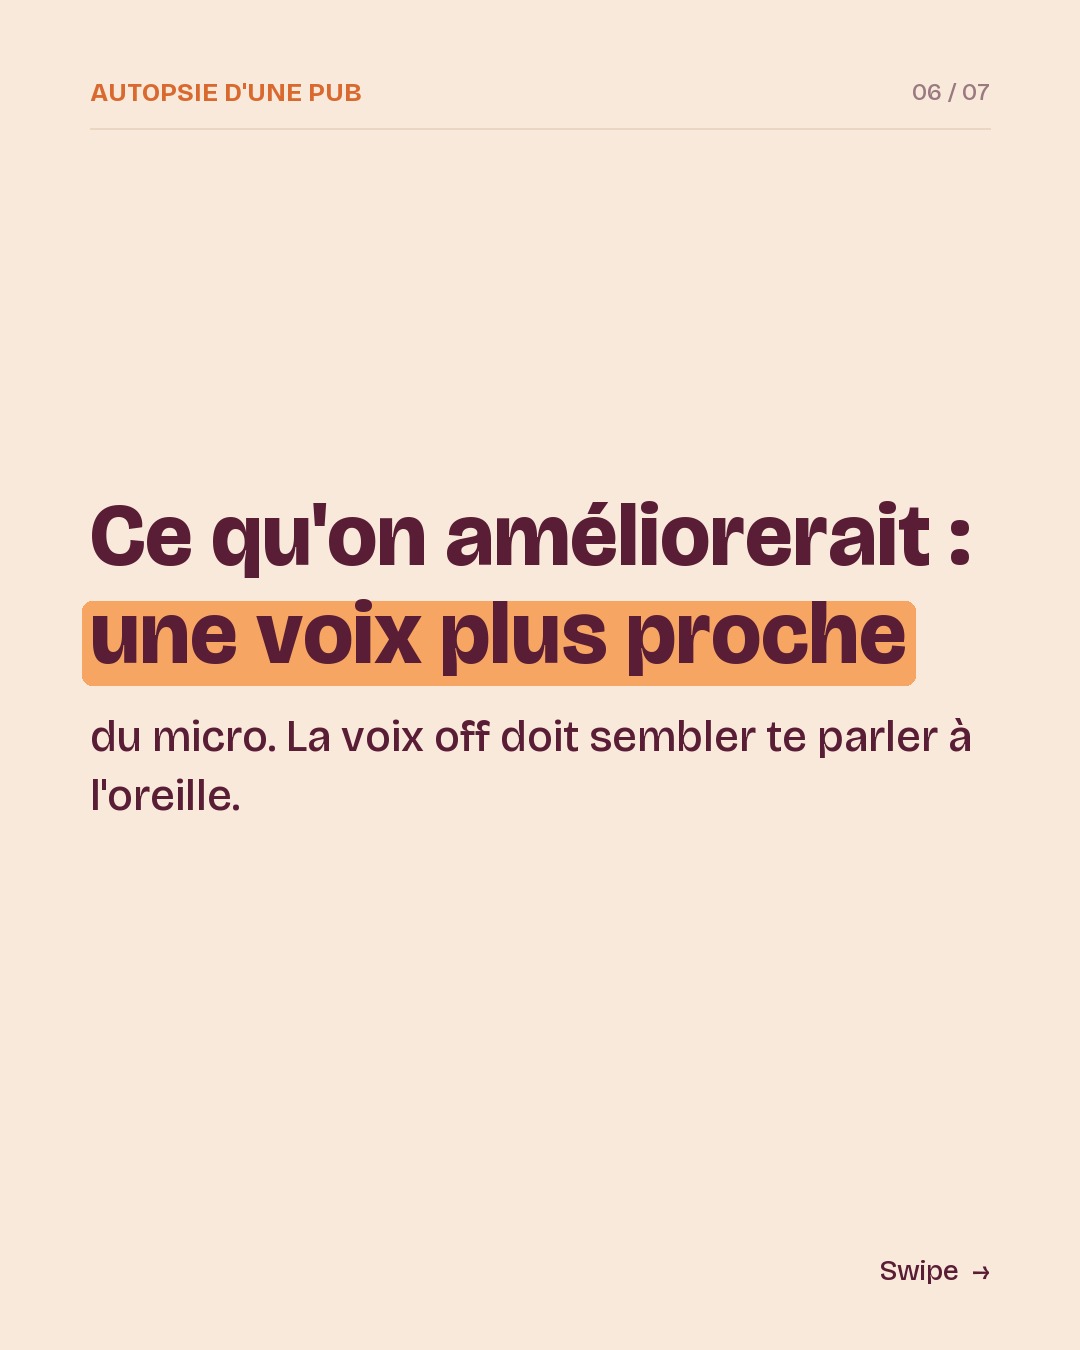 AUTOPSIE D'UNE PUB
06 / 07
Ce qu'on améliorerait :
une voix plus proche
du micro. La voix off doit sembler te parler à
l'oreille.
Swipe →